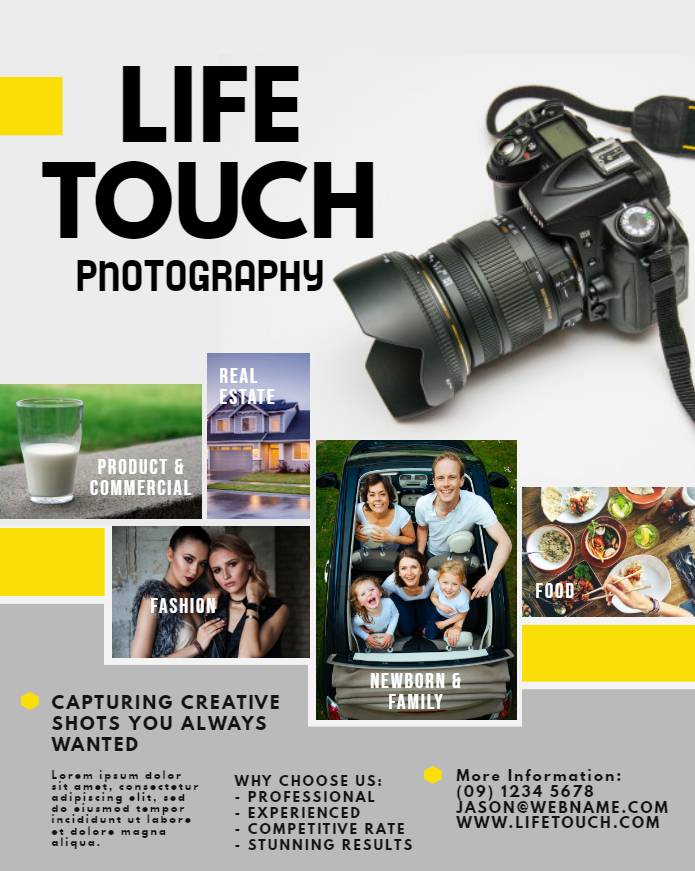 LIFE
TOUCH
PHOTOGRAPHY
REAL
ESTATE
PRODUCT &
COMMERCIAL
FASHION
FOOD
NEWBORN &
FAMILY
CAPTURING CREATIVE
SHOTS YOU ALWAYS
WANTED
Lorem ipsum dolor
sit amet, consectetur
adipiscing elit, sed
do eiusmod tempor
incididunt ut labore
et dolore magna
aliqua.
WHY CHOOSE US:
- PROFESSIONAL
- EXPERIENCED
- COMPETITIVE RATE
- STUNNING RESULTS
More Information:
(09) 1234 5678
JASON@WEBNAME.COM
WWW.LIFETOUCH.COM